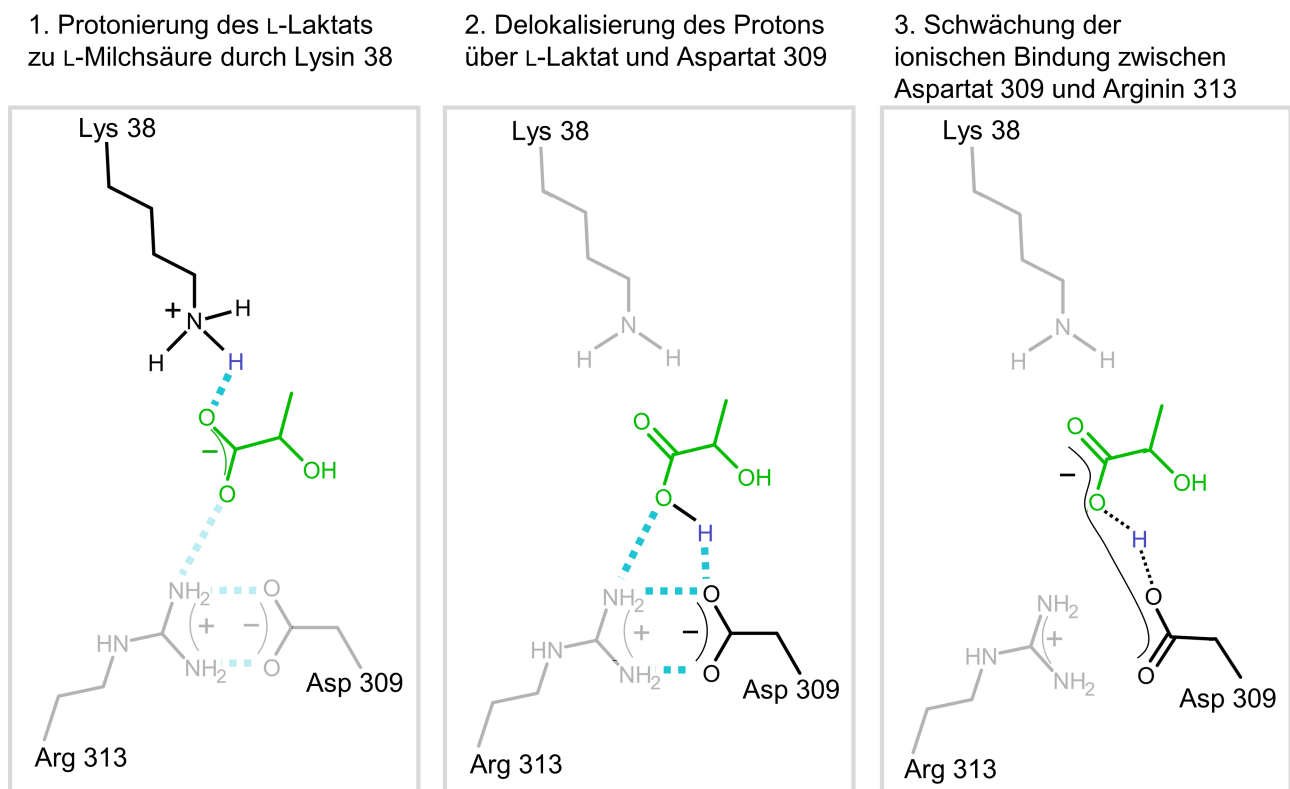 1. Protonierung des L-Laktats
zu L-Milchsäure durch Lysin 38
2. Delokalisierung des Protons
über L-Laktat und Aspartat 309
3. Schwächung der
ionischen Bindung zwischen
Aspartat 309 und Arginin 313
Lys 38
+
N
H
H
H
O
−
O
OH
NH2
O
+
−
HN
NH2
O
Asp 309
Arg 313
Lys 38
N
H
H
O
O
OH
H
NH2
O
+
−
HN
NH2
O
Asp 309
Arg 313
Lys 38
N
H
H
O
−
O
OH
H
NH2
O
+
HN
NH2
O
Asp 309
Arg 313